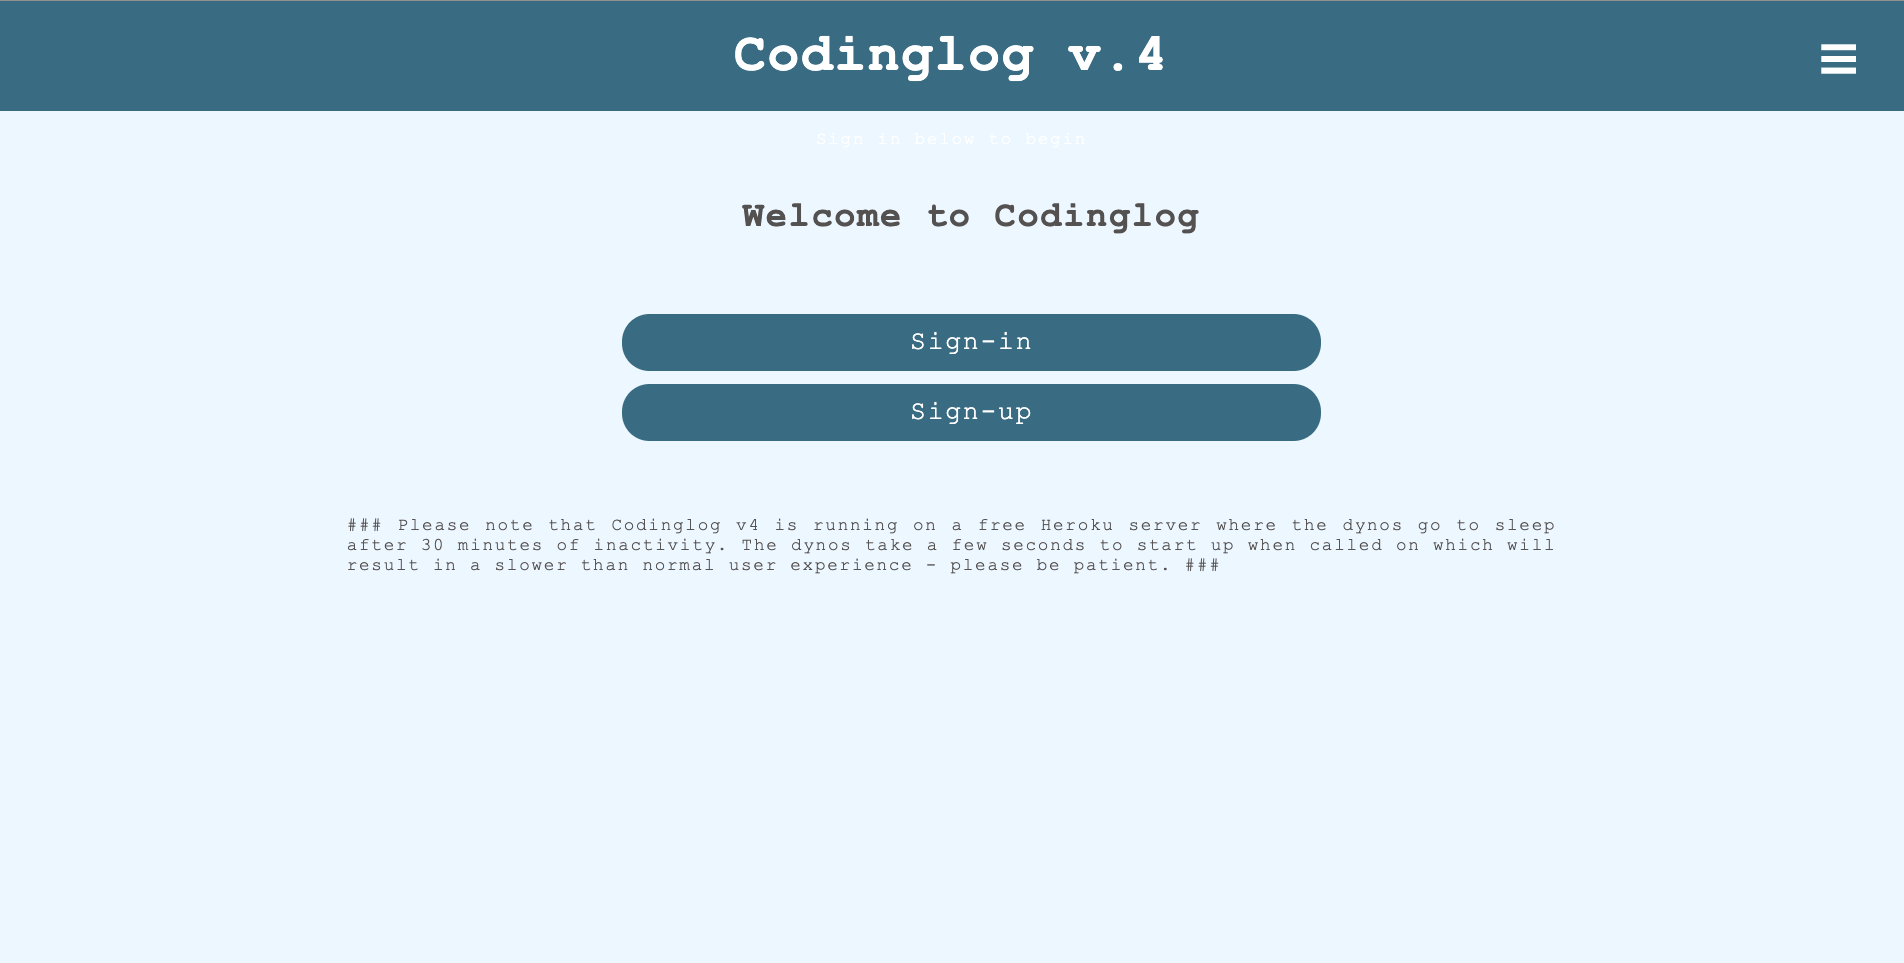 Codinglog v.4
Sign in below to begin
Welcome to Codinglog
Sign-in
Sign-up
### Please note that Codinglog v4 is running on a free Heroku server where the dynos go to sleep
after 30 minutes of inactivity. The dynos take a few seconds to start up when called on which will
result in a slower than normal user experience - please be patient. ###